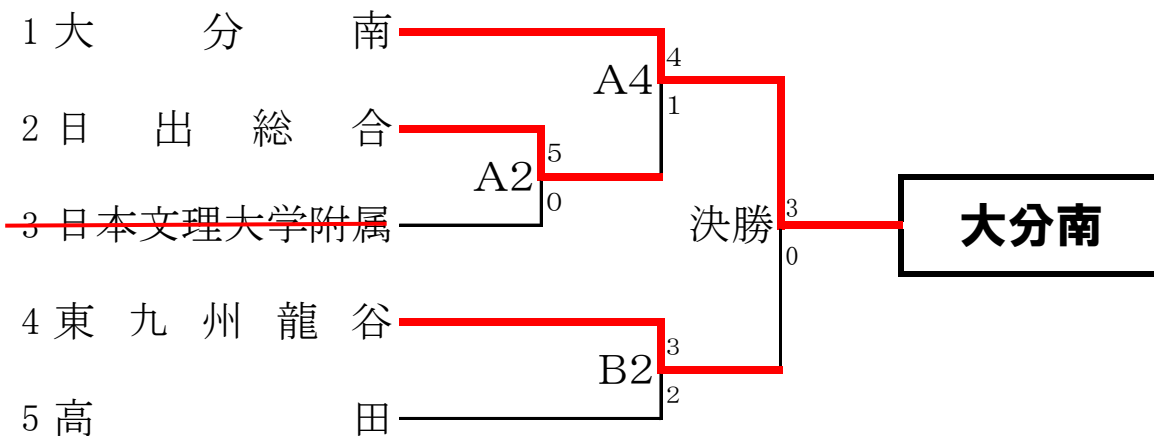 1 大分南
4
A4
1
2 日出総合
5
A2
0
3 日本文理大学附属
決勝
3
0
大分南
4 東九州龍谷
3
B2
2
5 高田